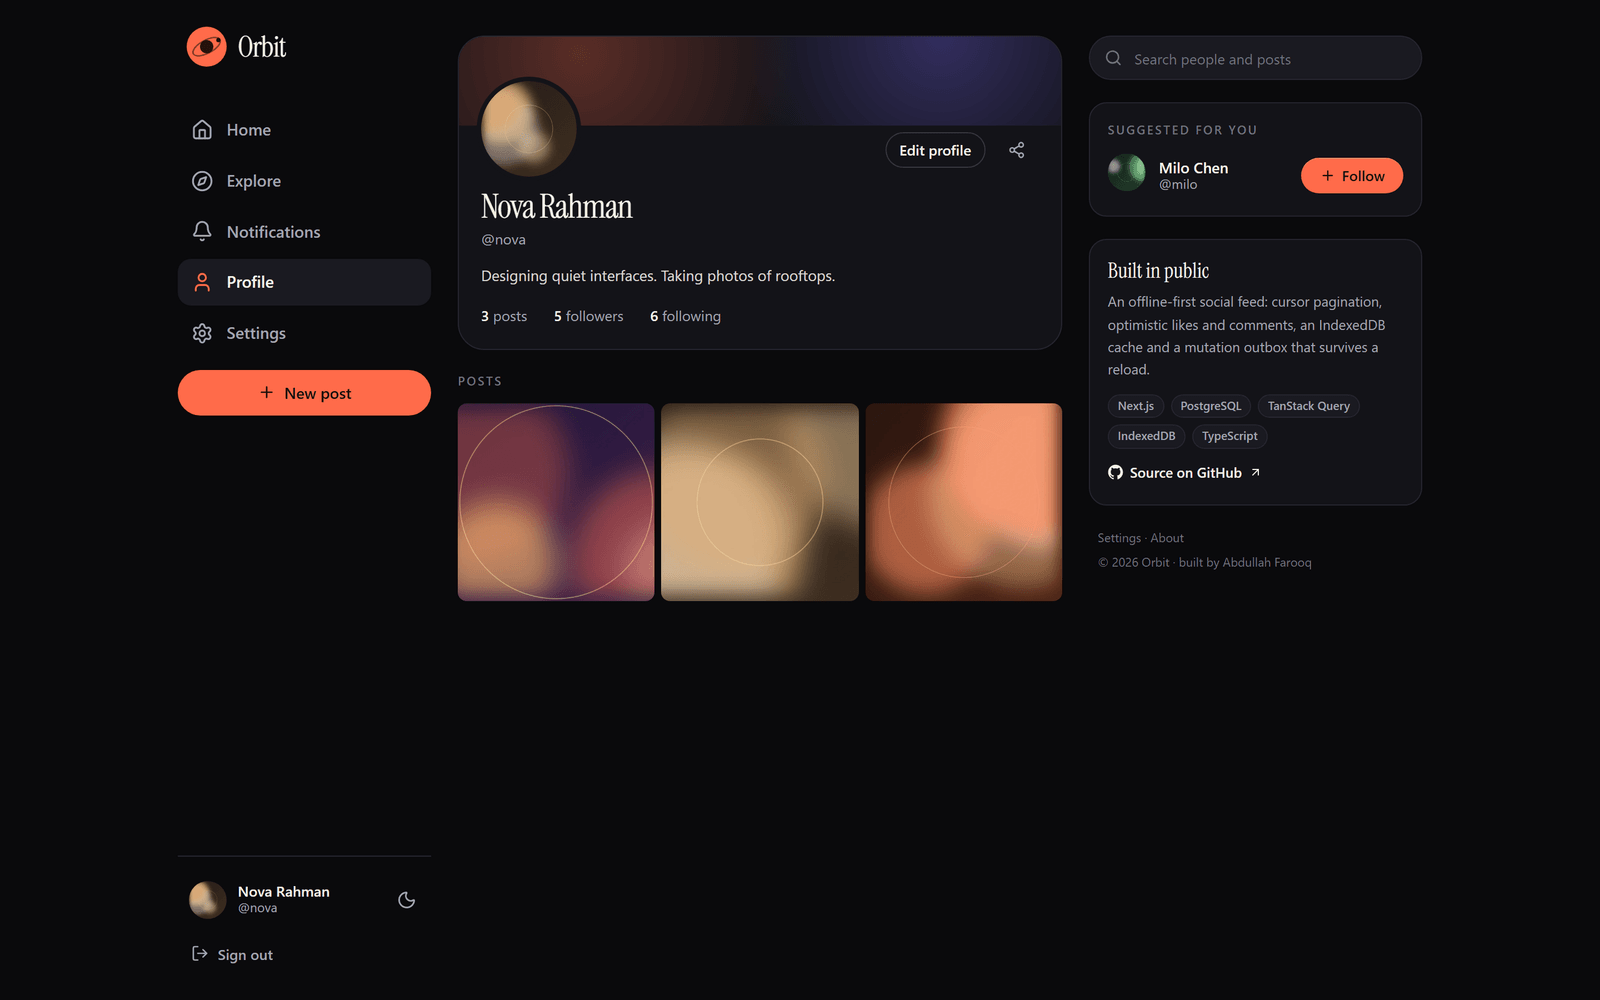 Orbit
Home
Explore
Notifications
Profile
Settings
New post
Nova Rahman
@nova
Sign out
Edit profile
Nova Rahman
@nova
Designing quiet interfaces. Taking photos of rooftops.
3 posts 5 followers 6 following
POSTS
Search people and posts
SUGGESTED FOR YOU
Milo Chen
@milo
Follow
Built in public
An offline-first social feed: cursor pagination,
optimistic likes and comments, an IndexedDB
cache and a mutation outbox that survives a
reload.
Next.js PostgreSQL TanStack Query
IndexedDB TypeScript
Source on GitHub
Settings · About
© 2026 Orbit · built by Abdullah Farooq